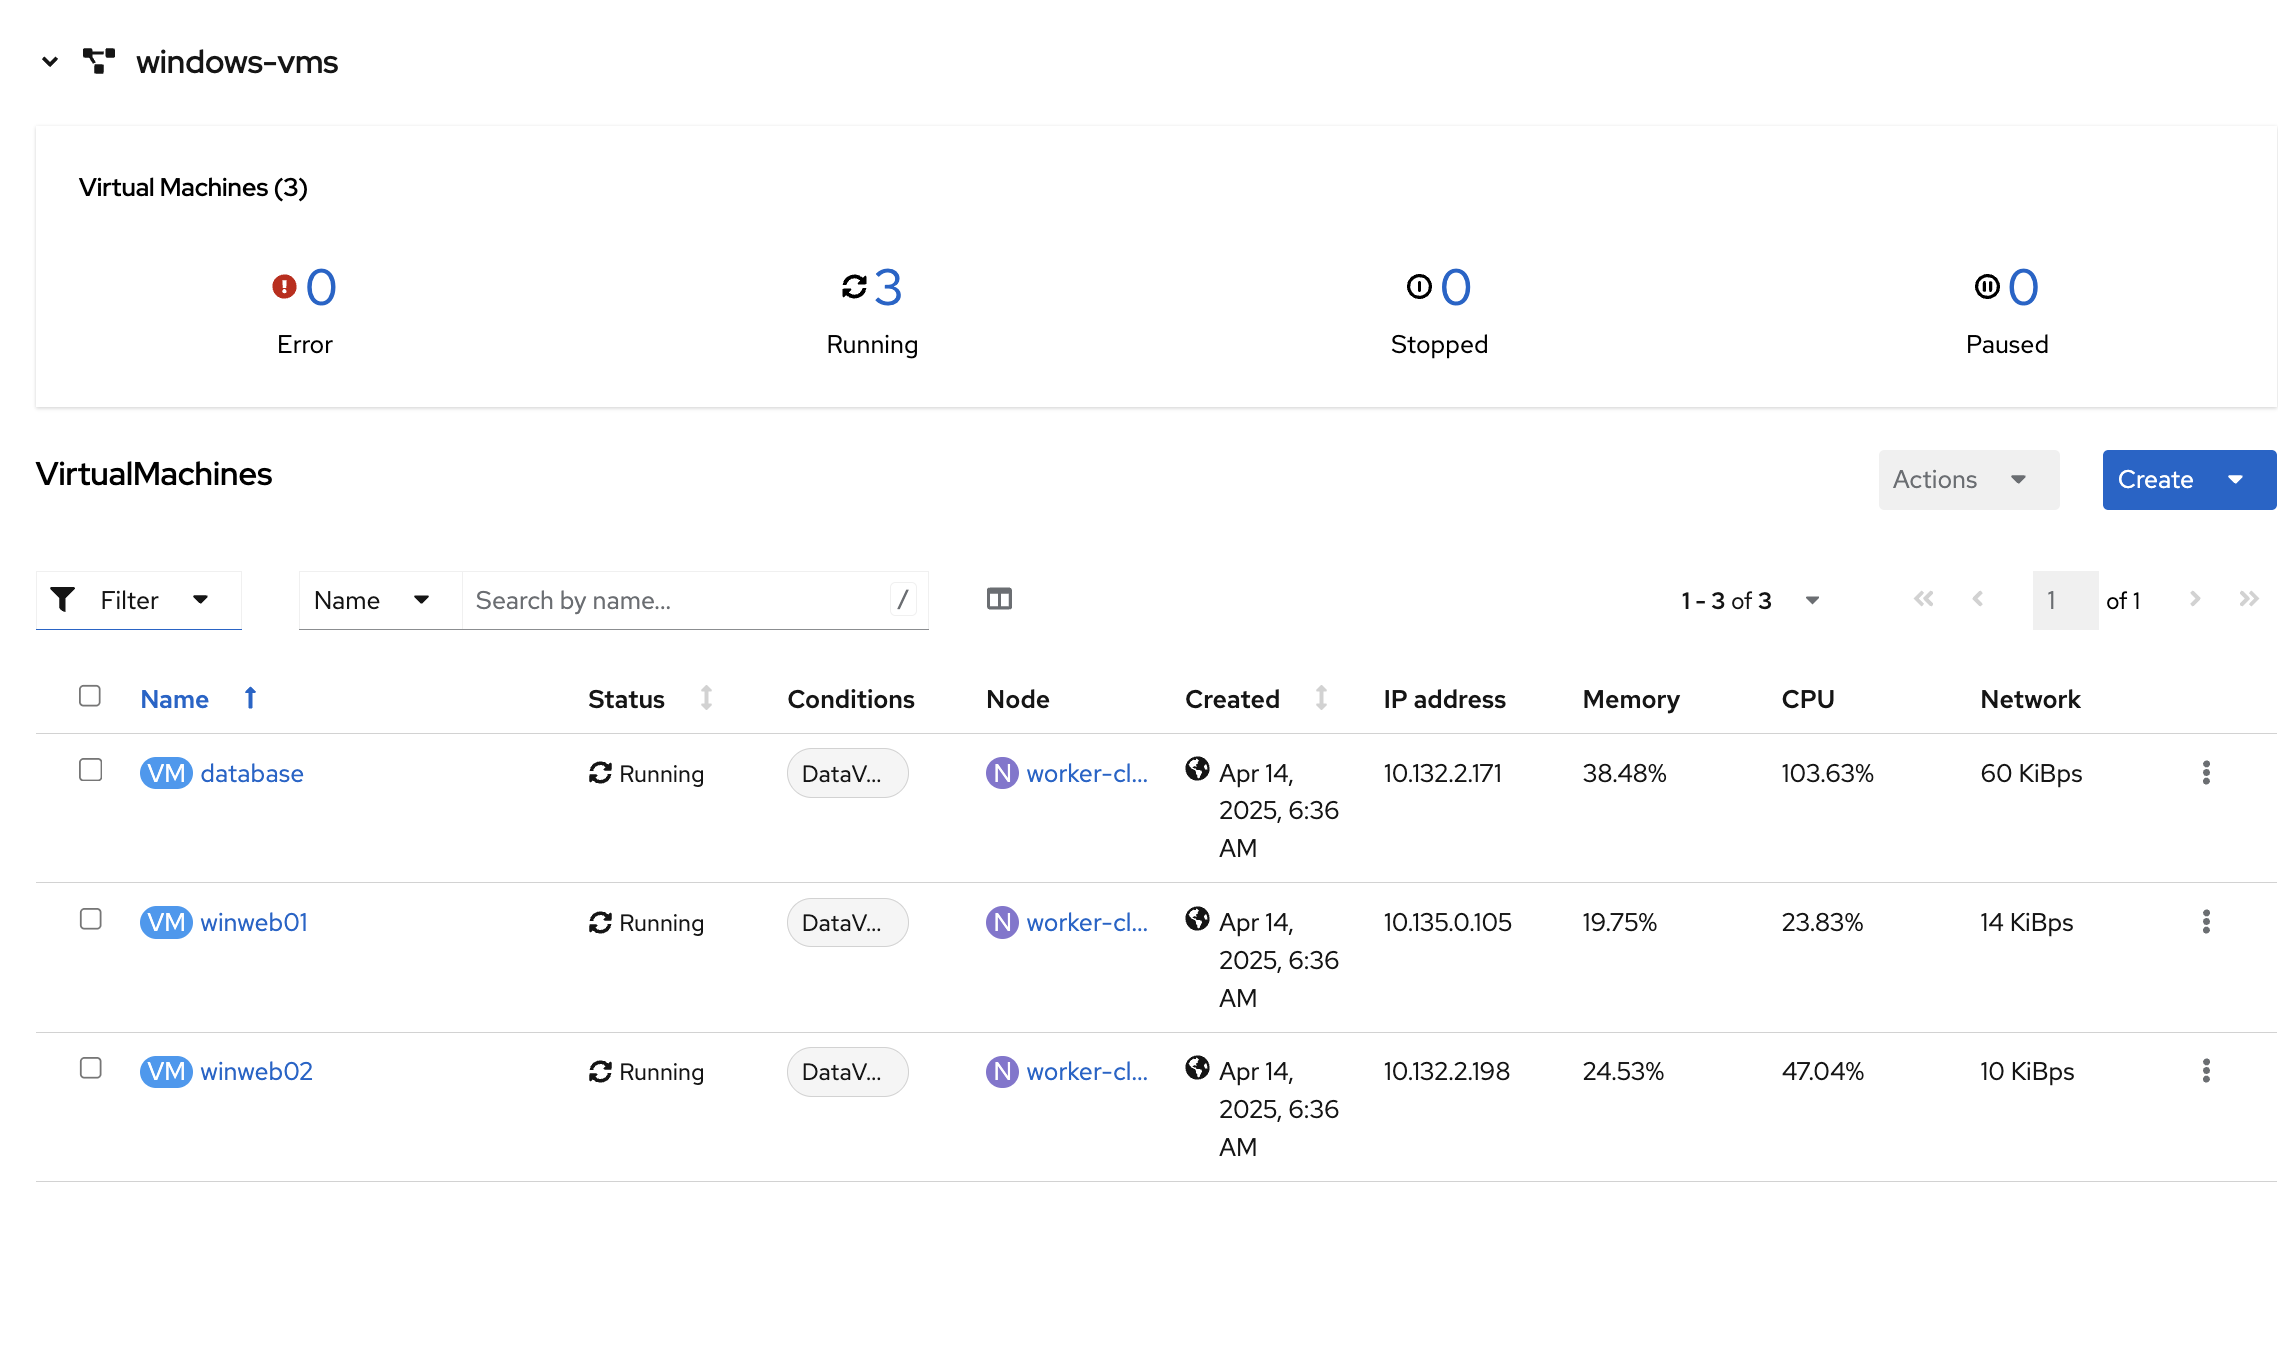 windows-vms
Virtual Machines (3)
0 3 0 0
Error Running Stopped Paused
VirtualMachines
Actions Create
Filter Name Search by name... / 1 - 3 of 3 1 of 1
Name Status Conditions Node Created IP address Memory CPU Network
VM database Running DataV... N worker-cl... Apr 14, 10.132.2.171 38.48% 103.63% 60 KiBps
2025, 6:36
AM
VM winweb01 Running DataV... N worker-cl... Apr 14, 10.135.0.105 19.75% 23.83% 14 KiBps
2025, 6:36
AM
VM winweb02 Running DataV... N worker-cl... Apr 14, 10.132.2.198 24.53% 47.04% 10 KiBps
2025, 6:36
AM